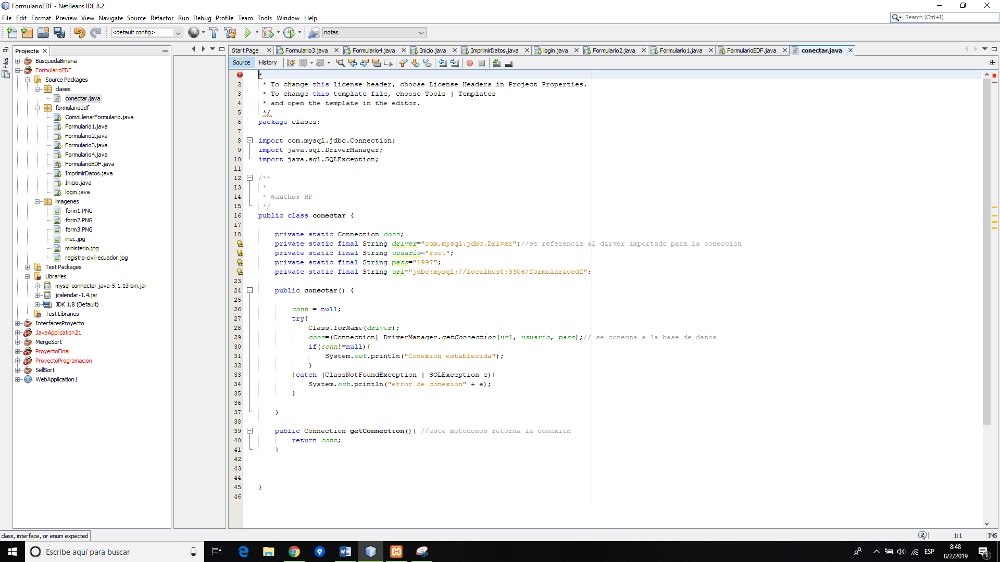 FormularioEDF - NetBeans IDE 8.2
File Edit Format Preview View Navigate Source Refactor Run Debug Profile Team Tools Window Help
Search (Ctrl+I)
<default config>
notas
Projects
Files
Start Page Formulario3.java Formulario4.java Inicio.java ImprimirDatos.java login.java Formulario2.java Formulario1.java FormularioEDF.java conectar.java
Source History
BusquedaBinaria
FormularioEDF
Source Packages
clases
conectar.java
formularioedf
ComoLlenarFormulario.java
Formulario1.java
Formulario2.java
Formulario3.java
Formulario4.java
FormularioEDF.java
ImprimirDatos.java
Inicio.java
login.java
imagenes
form1.PNG
form2.PNG
form3.PNG
inec.jpg
ministerio.jpg
registro-civil-ecuador.jpg
Test Packages
Libraries
mysql-connector-java-5.1.13-bin.jar
jcalendar-1.4.jar
JDK 1.8 (Default)
Test Libraries
InterfacesProyecto
JavaApplication21
MergeSort
ProyectoFinal
ProyectoProgramacion
SellSort
WebApplication1
*
2 * To change this license header, choose License Headers in Project Properties.
3 * To change this template file, choose Tools | Templates
4 * and open the template in the editor.
5 */
6 package clases;
7
8 import com.mysql.jdbc.Connection;
9 import java.sql.DriverManager;
10 import java.sql.SQLException;
11
12 /**
13 *
14 * @author HP
15 */
16 public class conectar {
17
18 private static Connection conn;
private static final String driver="com.mysql.jdbc.Driver";//se referencia al dirver importado para la coneccion
private static final String usuario="root";
private static final String pass="1997";
private static final String url="jdbc:mysql://localhost:3306/formularioedf";
23
24 public conectar() {
25
26 conn = null;
27 try{
28 Class.forName(driver);
29 conn=(Connection) DriverManager.getConnection(url, usuario, pass);// se conecta a la base de datos
30 if(conn!=null){
31 System.out.println("Conexion establecida");
32 }
33 }catch (ClassNotFoundException | SQLException e){
34 System.out.println("error de conexion" + e);
35 }
36
37 }
38
39 public Connection getConnection(){ //este metodonos retorna la conexion
40 return conn;
41 }
42
43
44
45 }
46
class, interface, or enum expected
2
1:1
INS
Escribe aquí para buscar
ESP
8:48
8/2/2019
1